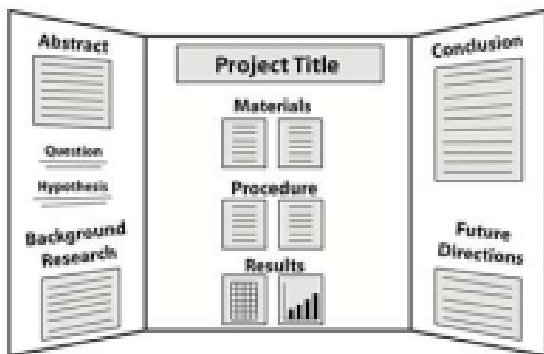 Abstract
Question
Hypothesis
Background
Research
Project Title
Materials
Procedure
Results
Conclusion
Future
Directions